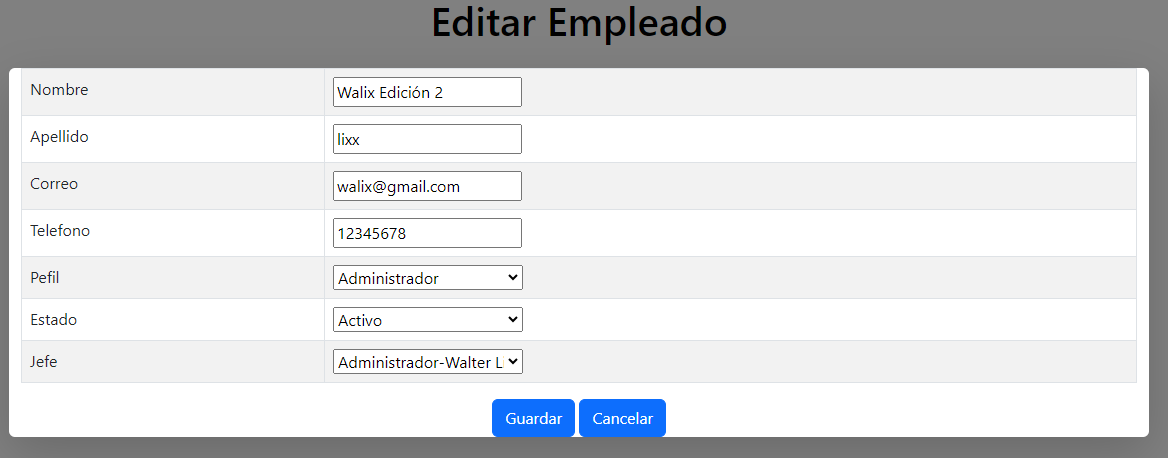 Editar Empleado
Nombre Walix Edición 2
Apellido lixx
Correo walix@gmail.com
Telefono 12345678
Pefil Administrador
Estado Activo
Jefe Administrador-Walter L
Guardar Cancelar